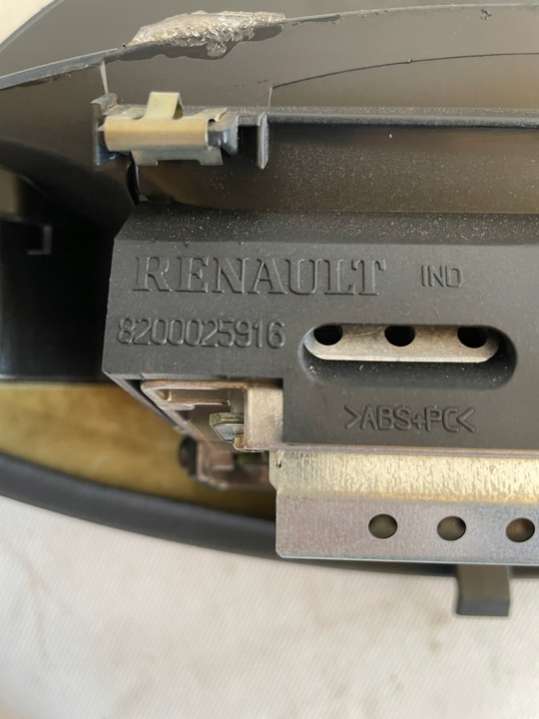 RENAULT IND
8200025916
>ABS+PC<